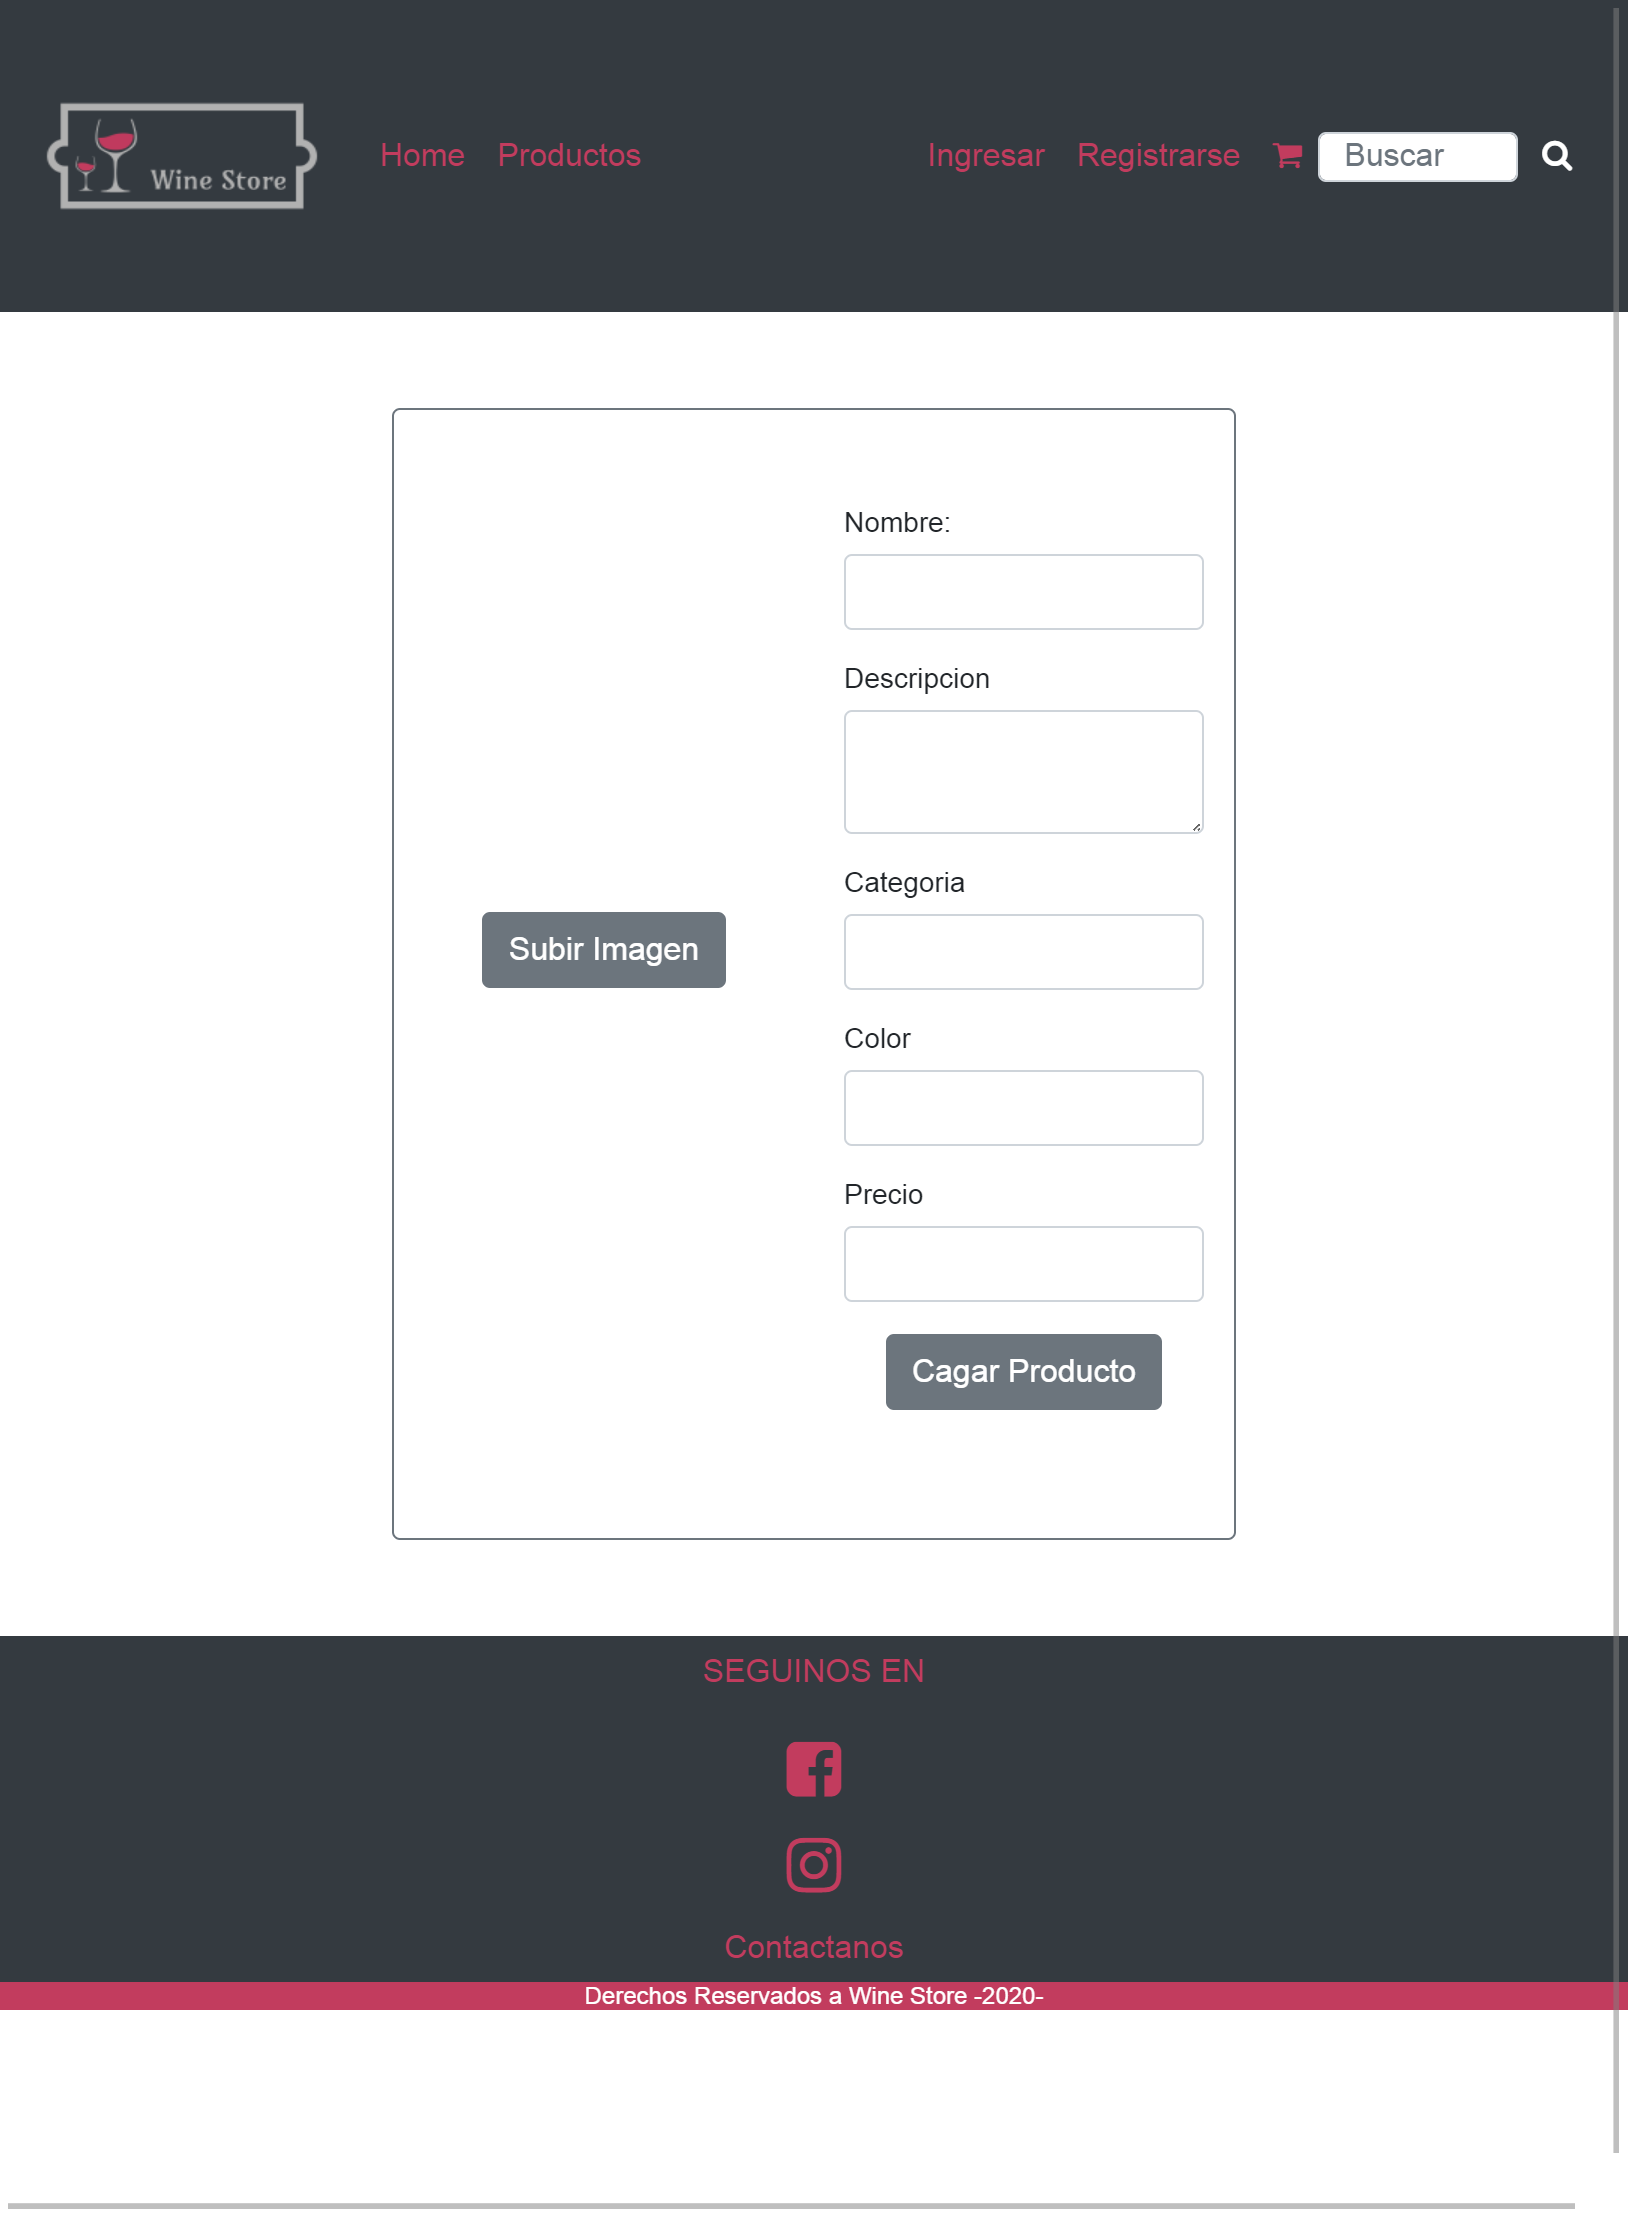 Wine Store
Home Productos Ingresar Registrarse Buscar
Nombre:
Descripcion
Categoria
Subir Imagen
Color
Precio
Cagar Producto
SEGUINOS EN
Contactanos
Derechos Reservados a Wine Store -2020-